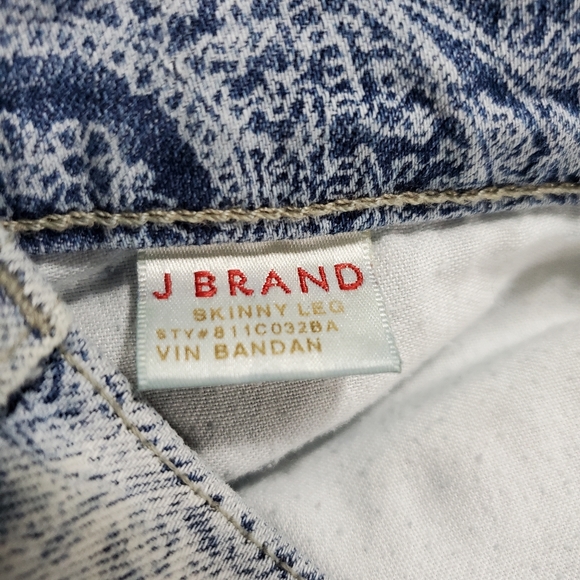 J BRAND
SKINNY LEG
STY#811C032BA
VIN BANDAN